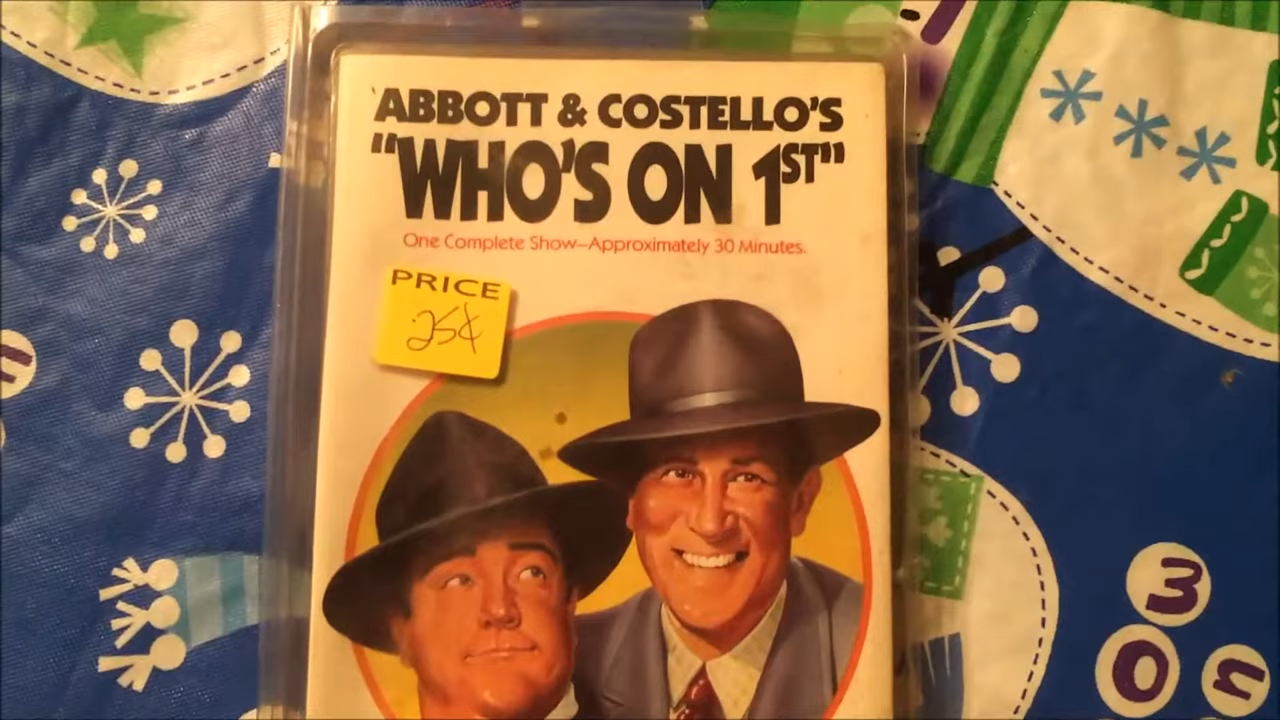 ABBOTT & COSTELLO'S
"WHO'S ON 1ST"
One Complete Show–Approximately 30 Minutes.
PRICE
25¢